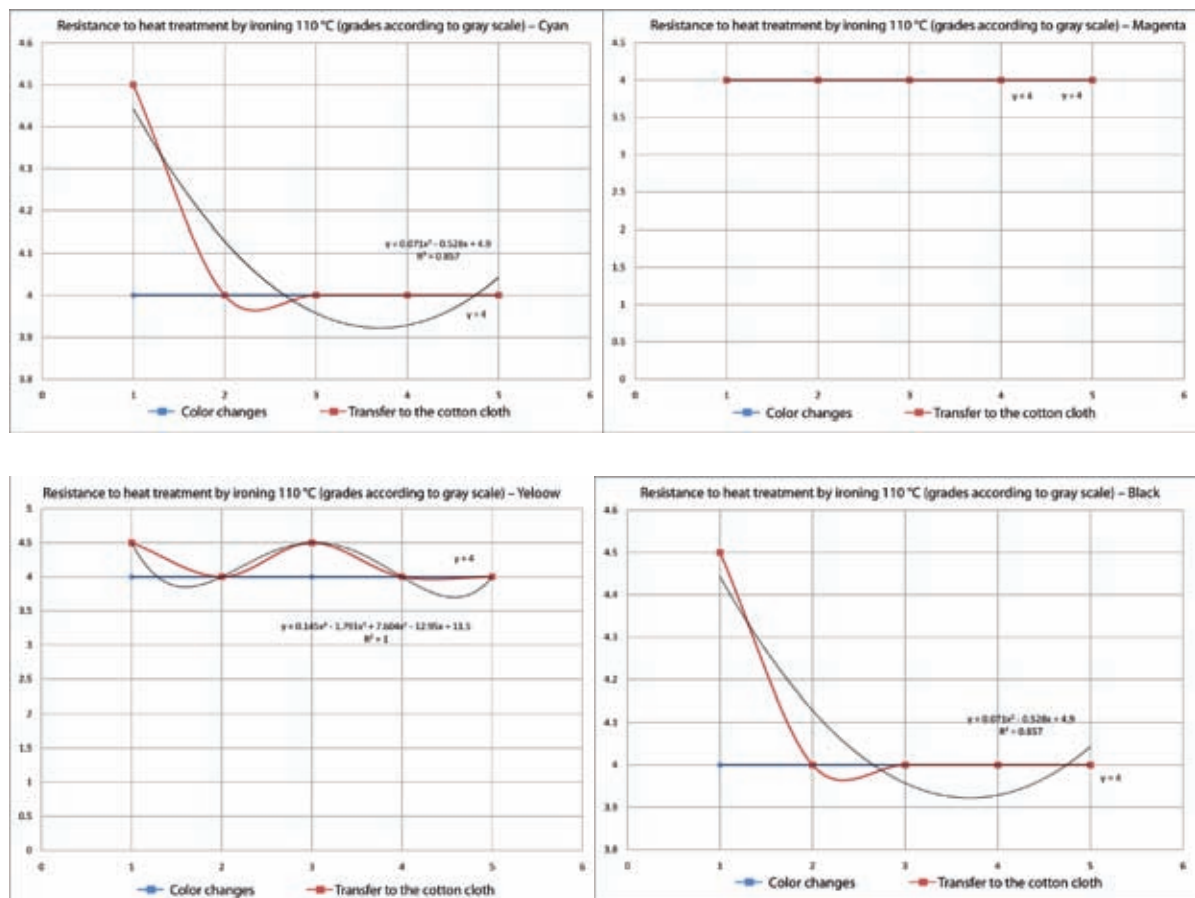 Resistance to heat treatment by ironing 110 °C (grades according to gray scale) – Cyan
4.6
4.5
4.4
4.3
4.2
4.1
y = 0.071x² - 0.528x + 4.9
R² = 0.857
4
y = 4
3.9
3.8
0 1 2 3 4 5 6
Color changes Transfer to the cotton cloth
Resistance to heat treatment by ironing 110 °C (grades according to gray scale) – Magenta
4.5
4
y = 4 y = 4
3.5
3
2.5
2
1.5
1
0.5
0
0 1 2 3 4 5 6
Color changes Transfer to the cotton cloth
Resistance to heat treatment by ironing 110 °C (grades according to gray scale) – Yeloow
5
4.5
y = 4
4
3.5
y = 0.145x⁴ - 1.791x³ + 7.604x² - 12.95x + 11.5
R² = 1
3
2.5
2
1.5
1
0.5
0
0 1 2 3 4 5 6
Color changes Transfer to the cotton cloth
Resistance to heat treatment by ironing 110 °C (grades according to gray scale) – Black
4.6
4.5
4.4
4.3
4.2
4.1
y = 0.071x² - 0.528x + 4.9
R² = 0.857
4
y = 4
3.9
3.8
0 1 2 3 4 5 6
Color changes Transfer to the cotton cloth